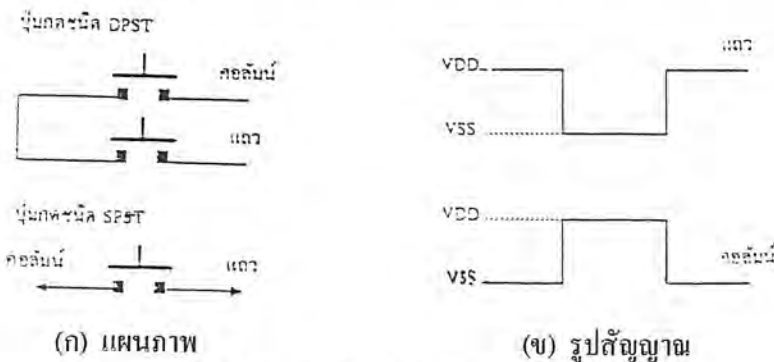 ปุ่มกดชนิด DPST
คอลัมน์
แถว
ปุ่มกดชนิด SPST
คอลัมน์
แถว
(ก) แผนภาพ
แถว
VDD
VSS
VDD
VSS
คอลัมน์
(ข) รูปสัญญาณ